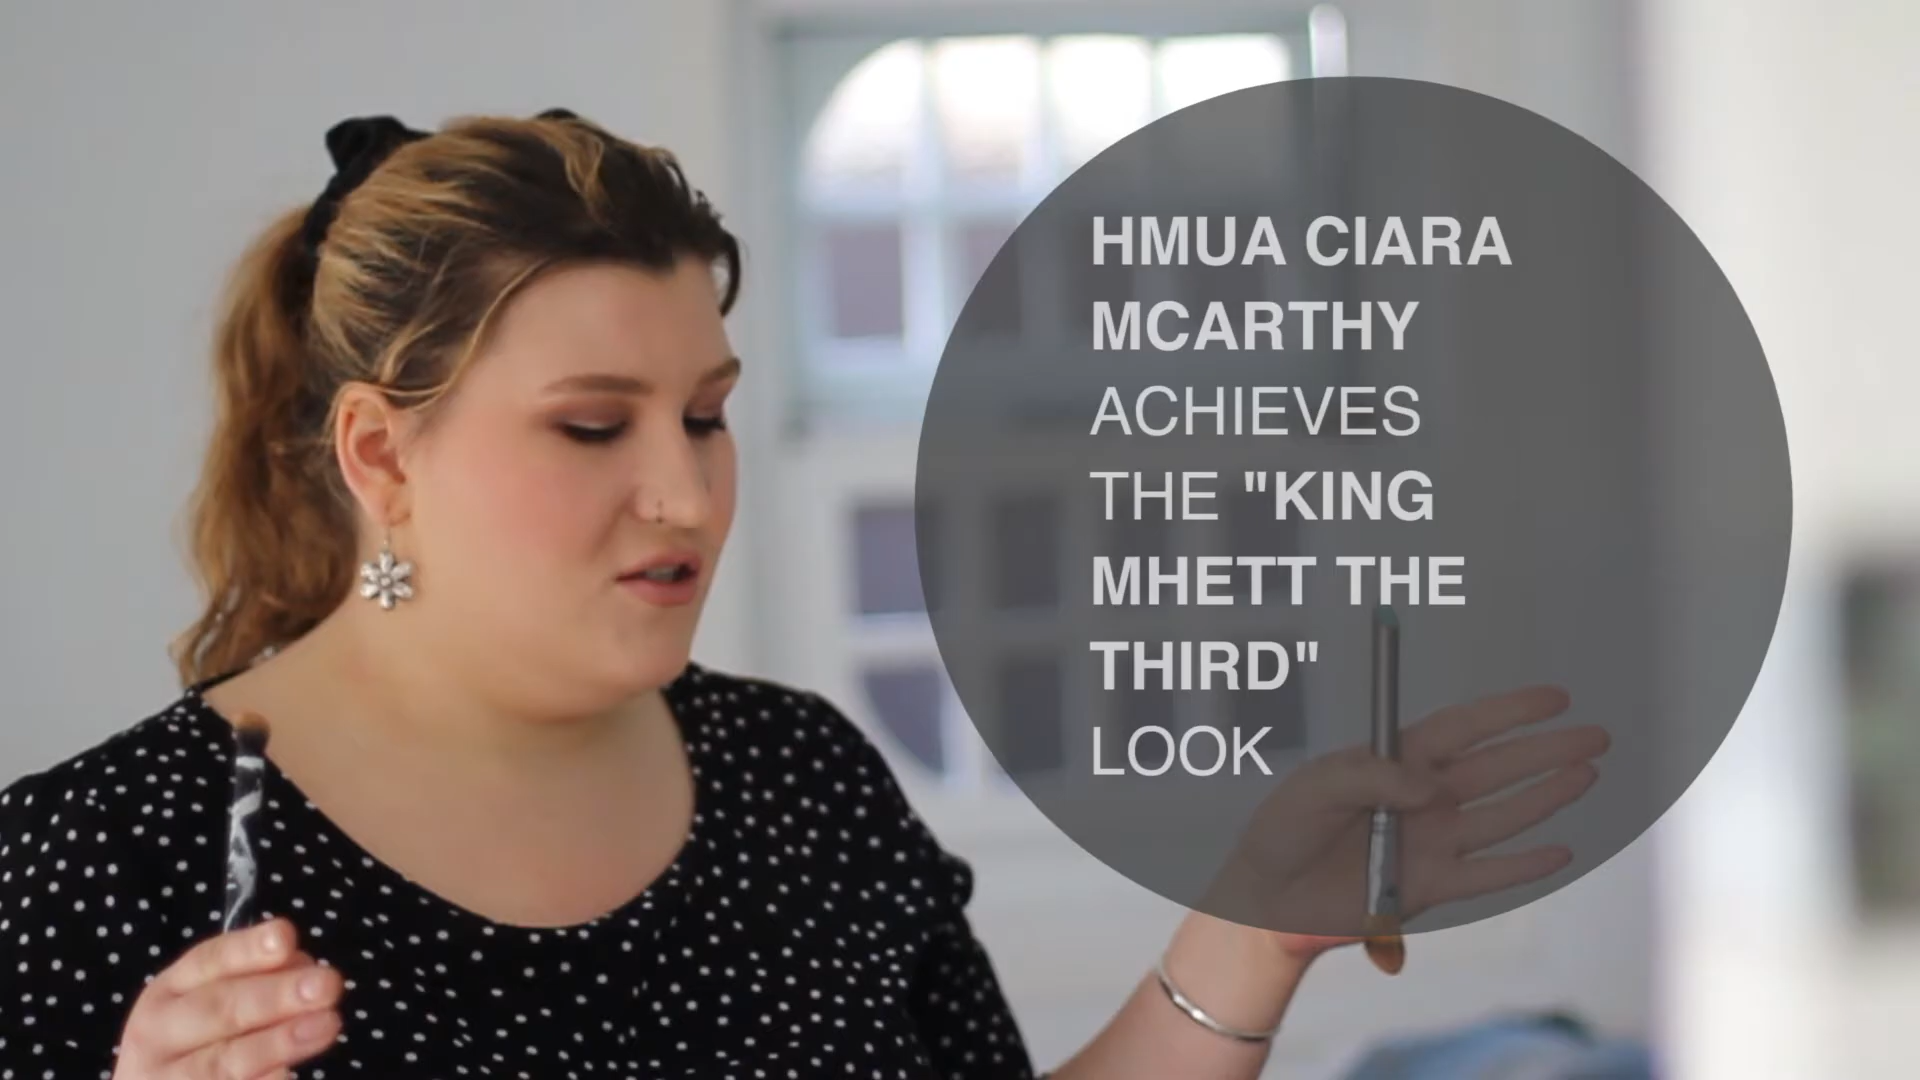 HMUA CIARA
MCARTHY
ACHIEVES
THE "KING
MHETT THE
THIRD"
LOOK